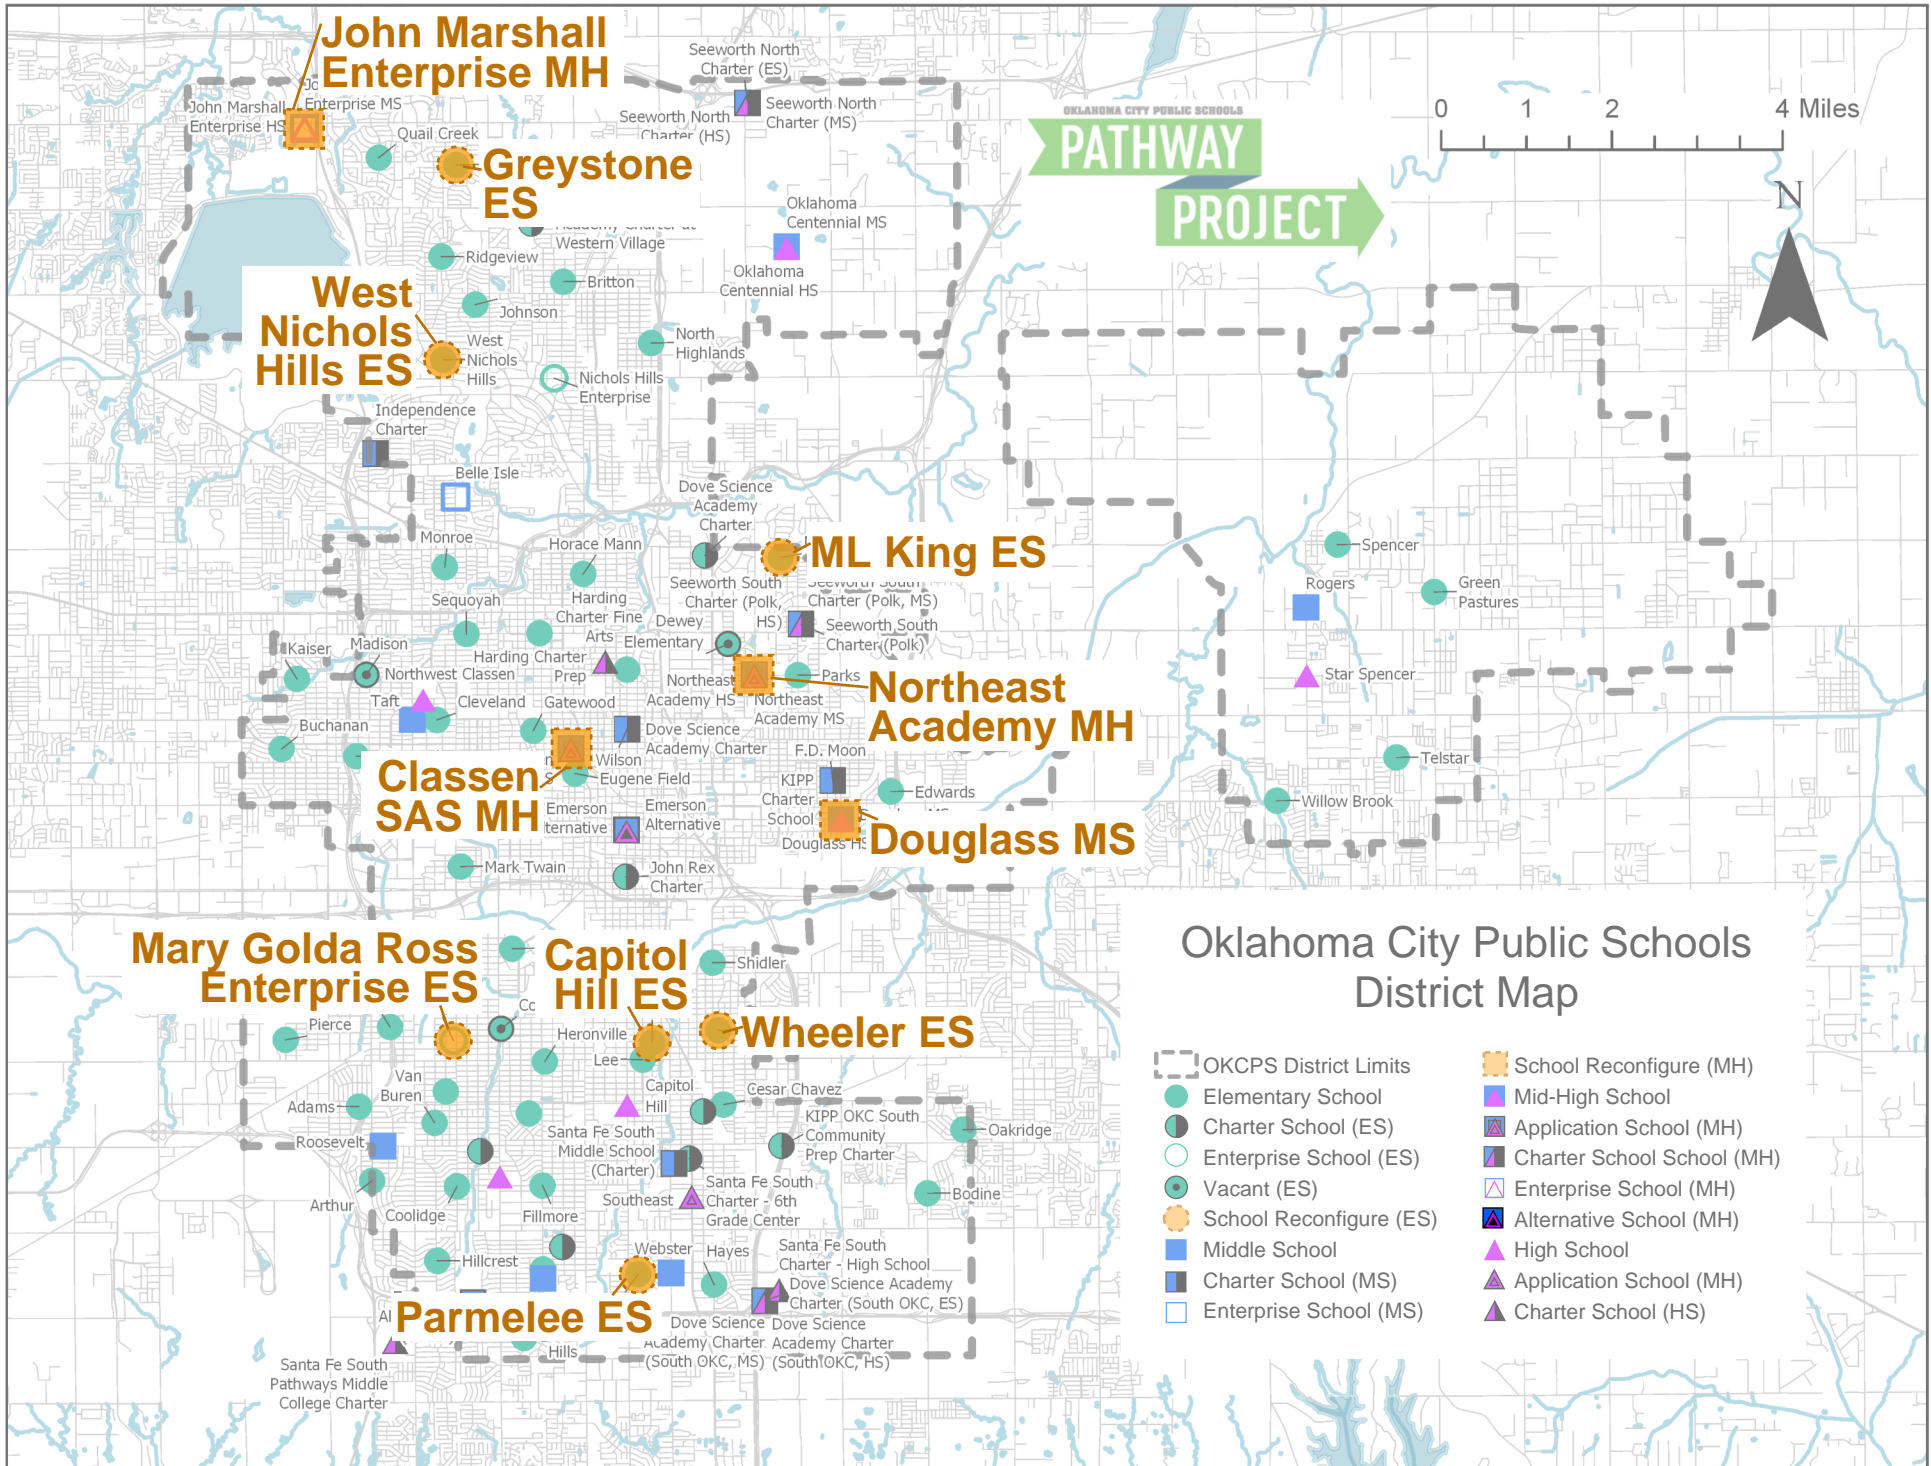 John Marshall
Enterprise MH
Jo
Enterprise MS
John Marshall
Enterprise HS
Quail Creek
Greystone
ES
Seeworth North
Charter (ES)
Seeworth North
Charter (MS)
Seeworth North
Charter (HS)
OKLAHOMA CITY PUBLIC SCHOOLS
PATHWAY
PROJECT
0 1 2 4 Miles
N
Academy Charter at
Western Village
Ridgeview
Britton
Johnson
Oklahoma
Centennial MS
Oklahoma
Centennial HS
West
Nichols
Hills ES
West
Nichols
Hills
North
Highlands
Nichols Hills
Enterprise
Independence
Charter
Belle Isle
Dove Science
Academy
Charter
Monroe
Horace Mann
ML King ES
Seeworth South
Charter (Polk,
HS)
Seeworth South
Charter (Polk, MS)
Seeworth South
Charter (Polk)
Sequoyah
Harding
Charter Fine
Arts
Dewey
Elementary
Kaiser
Madison
Harding Charter
Prep
Northwest Classen
Northeast
Academy HS
Parks
Northeast
Academy MH
Northeast
Academy MS
Taft
Cleveland
Gatewood
Buchanan
Dove Science
Academy Charter
Wilson
Eugene Field
Classen
SAS MH
F.D. Moon
KIPP
Charter
School
Edwards
Emerson
ternative
Emerson
Alternative
Douglass HS
Douglass MS
Mark Twain
John Rex
Charter
Spencer
Rogers
Green
Pastures
Star Spencer
Telstar
Willow Brook
Mary Golda Ross
Enterprise ES
Capitol
Hill ES
Shidler
Wheeler ES
Pierce
Co
Heronville
Lee
Van
Buren
Adams
Capitol
Hill
Cesar Chavez
KIPP OKC South
Community
Prep Charter
Oakridge
Roosevelt
Santa Fe South
Middle School
(Charter)
Arthur
Coolidge
Fillmore
Southeast
Santa Fe South
Charter - 6th
Grade Center
Bodine
Hillcrest
Webster
Hayes
Santa Fe South
Charter - High School
Dove Science Academy
Charter (South OKC, ES)
Al
Parmelee ES
Hills
Dove Science
Academy Charter
(South OKC, MS)
Dove Science
Academy Charter
(South OKC, HS)
Santa Fe South
Pathways Middle
College Charter
Oklahoma City Public Schools
District Map
OKCPS District Limits
Elementary School
Charter School (ES)
Enterprise School (ES)
Vacant (ES)
School Reconfigure (ES)
Middle School
Charter School (MS)
Enterprise School (MS)
School Reconfigure (MH)
Mid-High School
Application School (MH)
Charter School School (MH)
Enterprise School (MH)
Alternative School (MH)
High School
Application School (MH)
Charter School (HS)